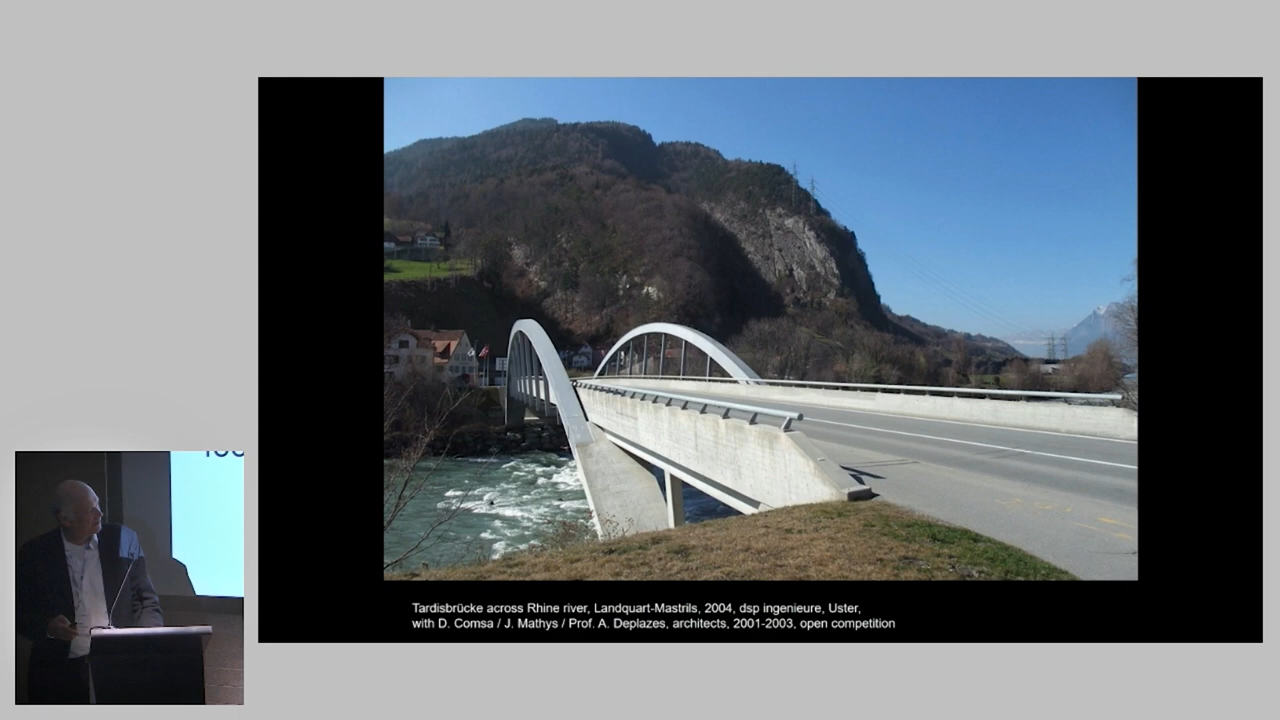 Tardisbrücke across Rhine river, Landquart-Mastrils, 2004, dsp ingenieure, Uster,
with D. Comsa / J. Mathys / Prof. A. Deplazes, architects, 2001-2003, open competition